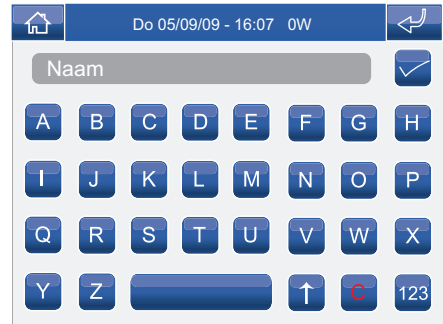 Do 05/09/09 - 16:07 0W
Naam
A B C D E F G H
I J K L M N O P
Q R S T U V W X
Y Z ↑ C 123